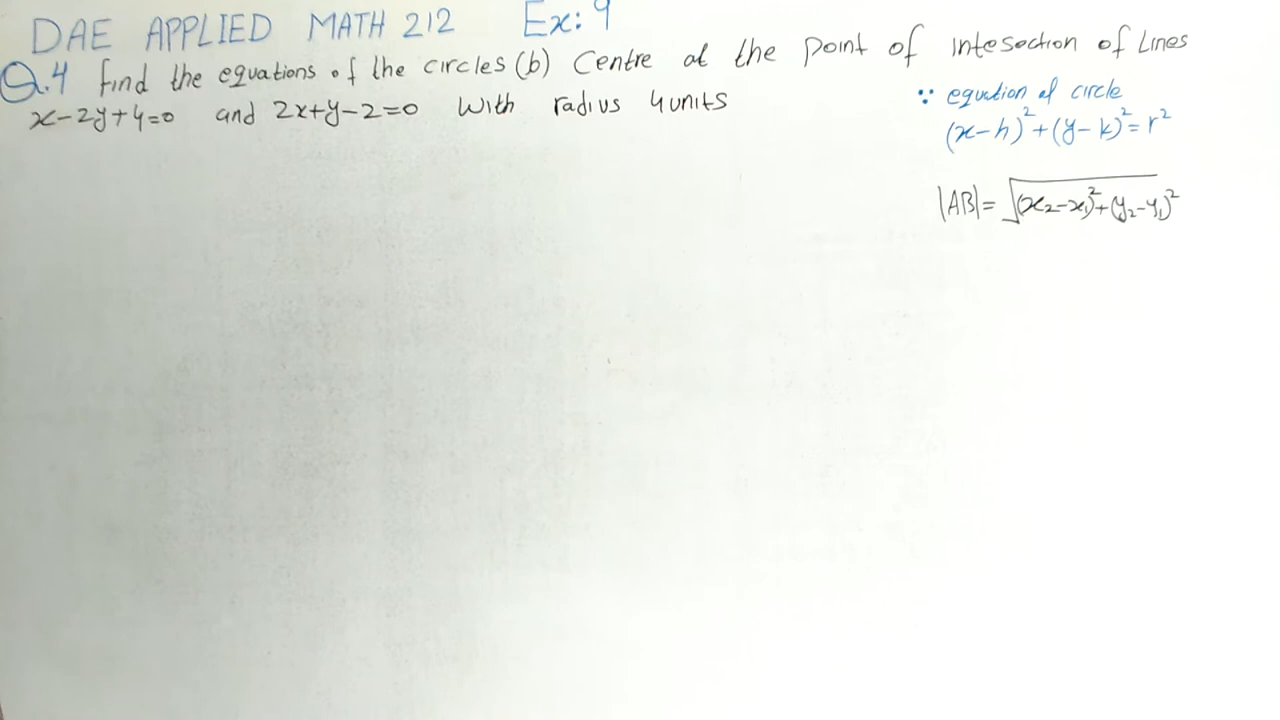 DAE APPLIED MATH 212 Ex: 9
Q.4 find the equations of the circles (b) Centre at the point of intesection of Lines
x-2y+4=0 and 2x+y-2=0 with radius 4units
∵ equation of circle
(x-h)²+(y-k)²=r²
|AB|=√(x₂-x₁)²+(y₂-y₁)²